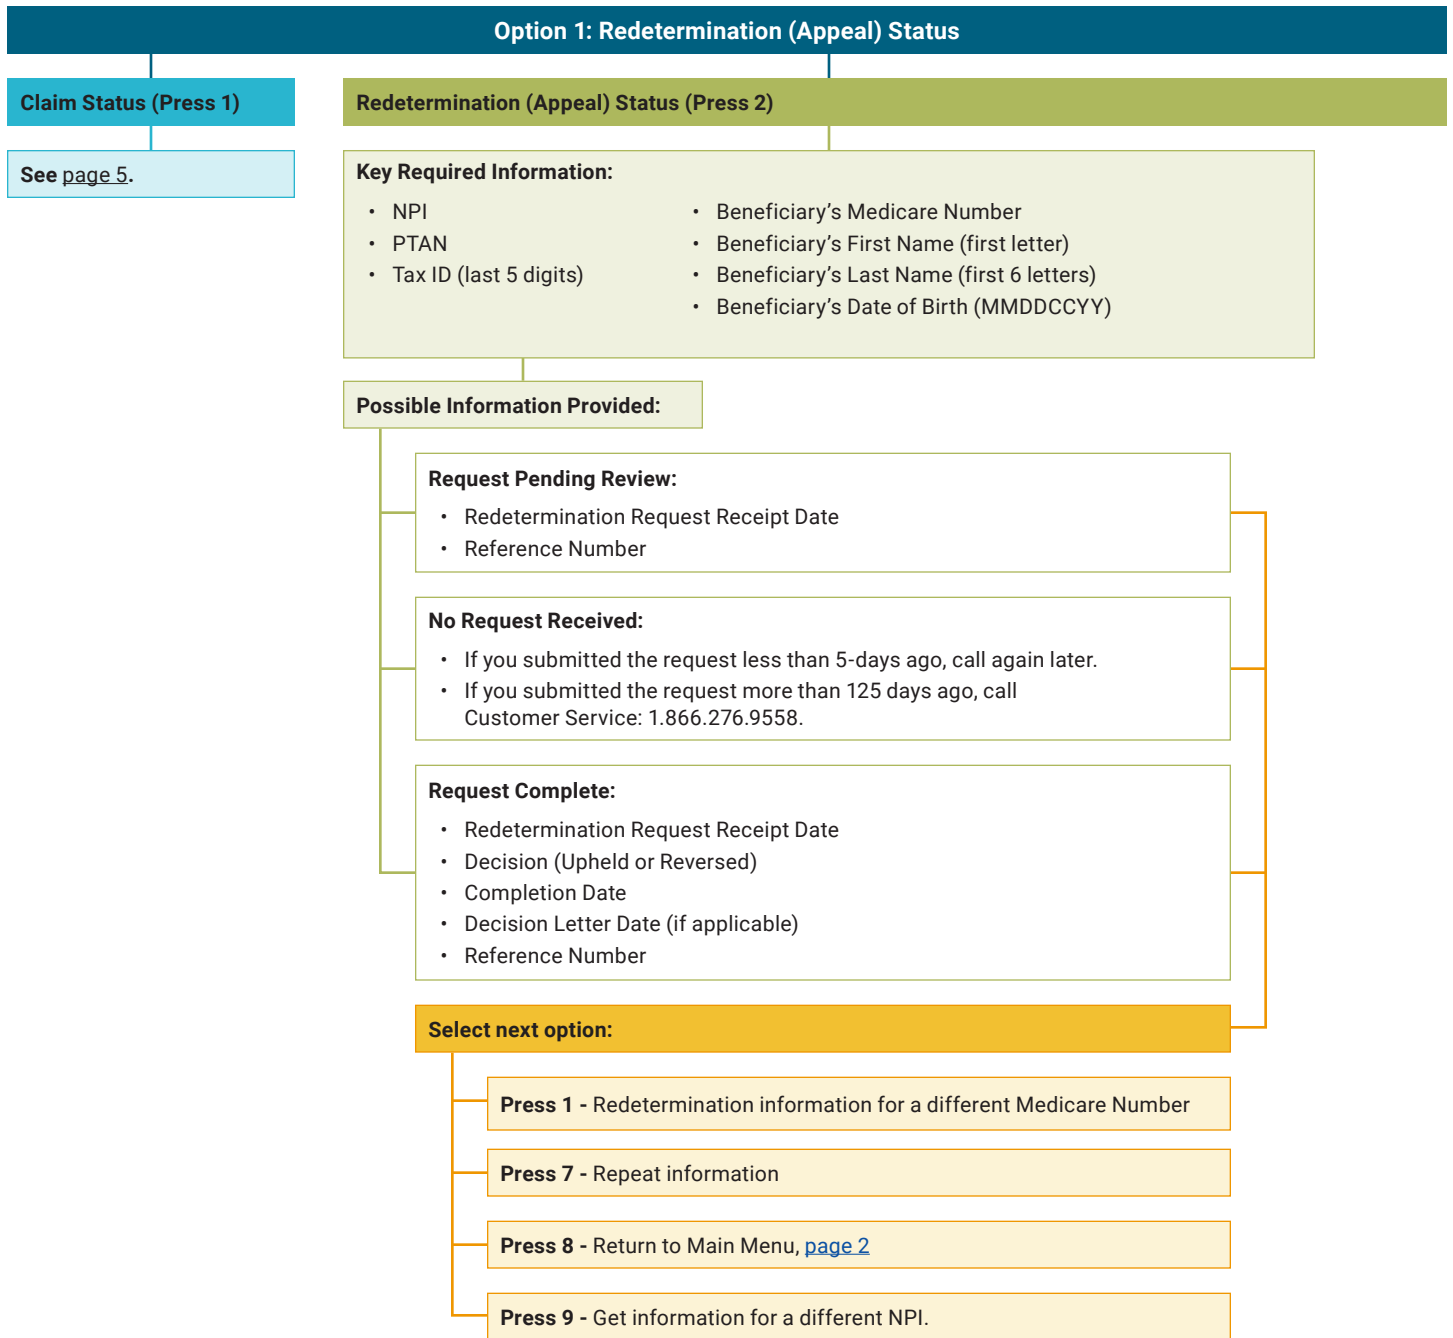 Option 1: Redetermination (Appeal) Status
Claim Status (Press 1)
See page 5.
Redetermination (Appeal) Status (Press 2)
Key Required Information:
• NPI
• PTAN
• Tax ID (last 5 digits)
• Beneficiary’s Medicare Number
• Beneficiary’s First Name (first letter)
• Beneficiary’s Last Name (first 6 letters)
• Beneficiary’s Date of Birth (MMDDCCYY)
Possible Information Provided:
Request Pending Review:
• Redetermination Request Receipt Date
• Reference Number
No Request Received:
• If you submitted the request less than 5-days ago, call again later.
• If you submitted the request more than 125 days ago, call
Customer Service: 1.866.276.9558.
Request Complete:
• Redetermination Request Receipt Date
• Decision (Upheld or Reversed)
• Completion Date
• Decision Letter Date (if applicable)
• Reference Number
Select next option:
Press 1 - Redetermination information for a different Medicare Number
Press 7 - Repeat information
Press 8 - Return to Main Menu, page 2
Press 9 - Get information for a different NPI.